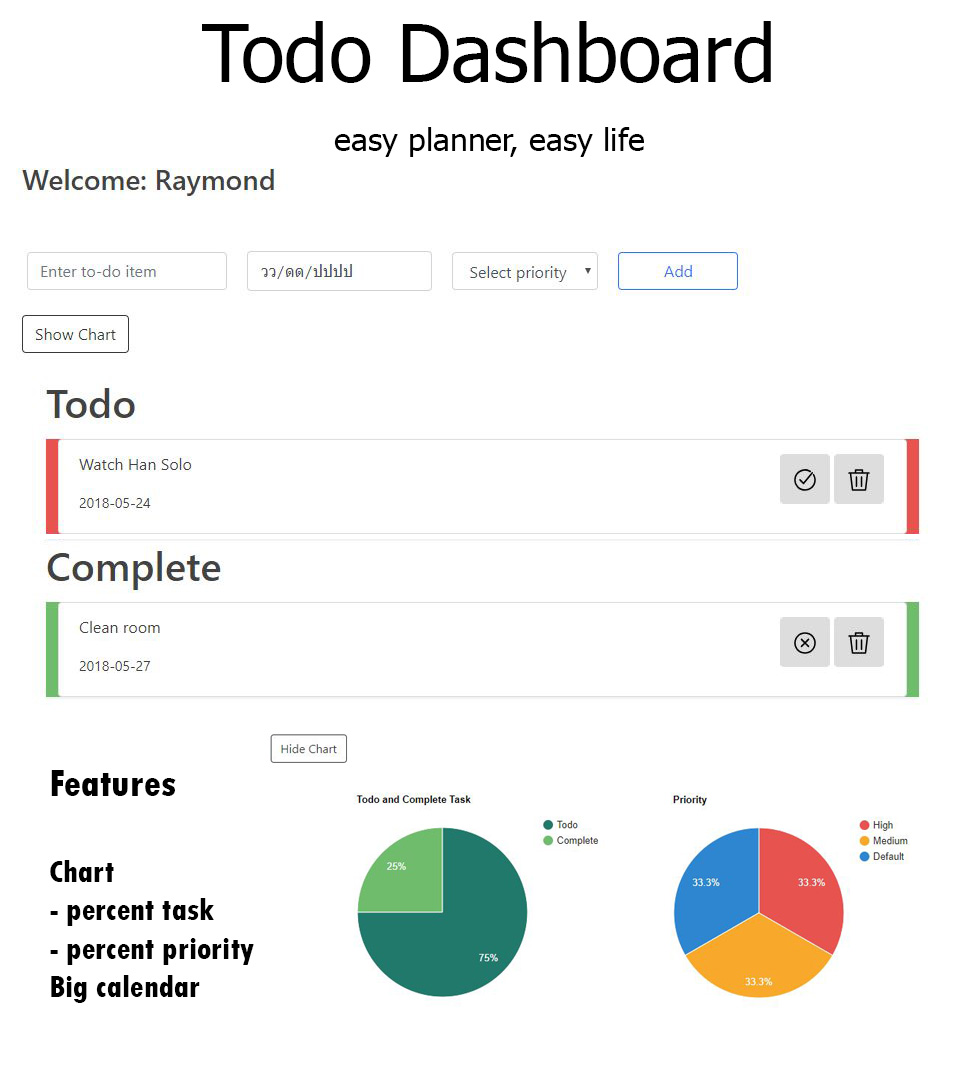 Todo Dashboard
easy planner, easy life
Welcome: Raymond
Enter to-do item
วว/ดด/ปปปป
Select priority
Add
Show Chart
Todo
Watch Han Solo
2018-05-24
Complete
Clean room
2018-05-27
Hide Chart
Features
Chart
- percent task
- percent priority
Big calendar
Todo and Complete Task
Todo
Complete
25%
75%
Priority
High
Medium
Default
33.3%
33.3%
33.3%